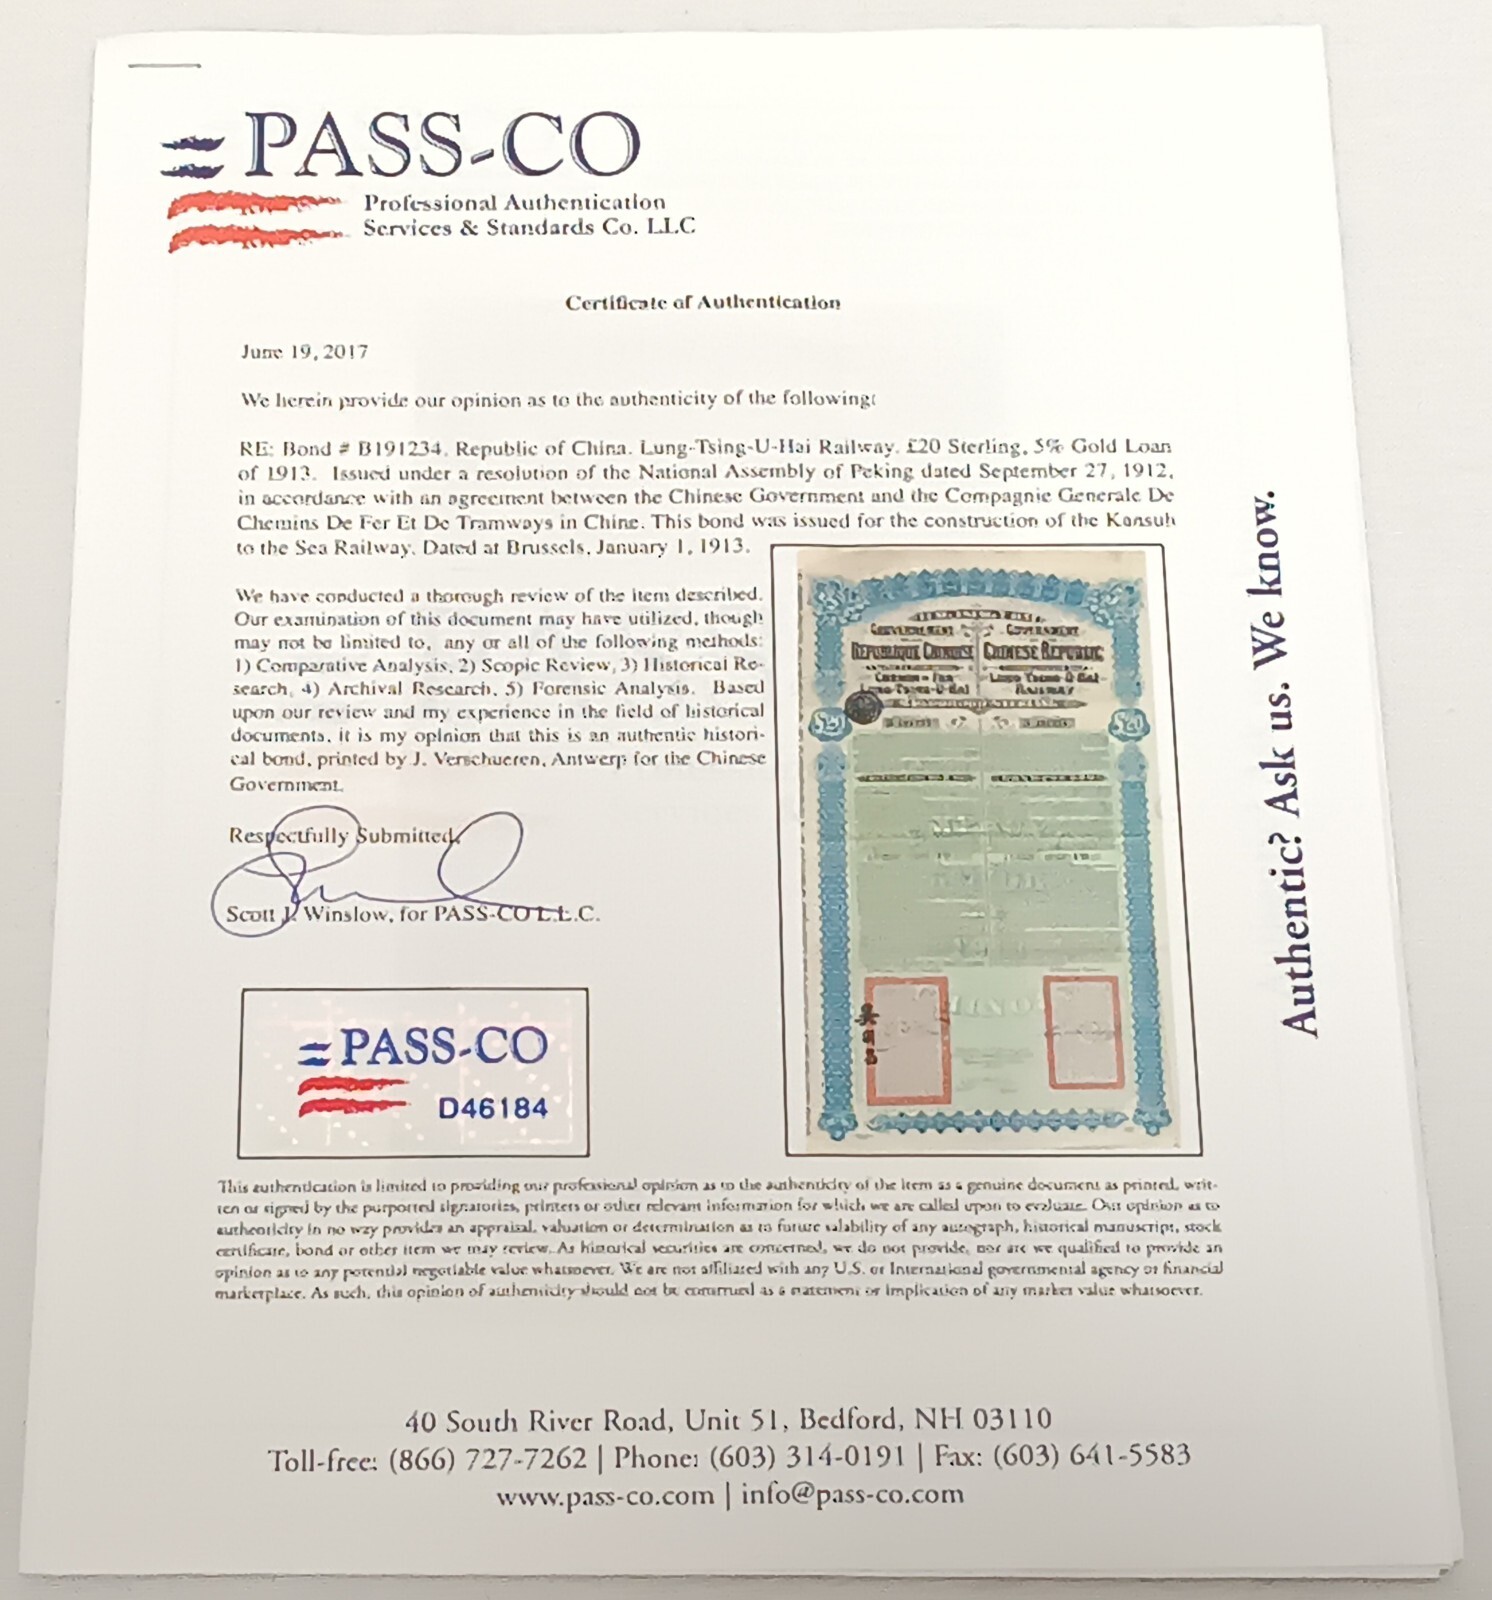 PASS-CO
Professional Authentication
Services & Standards Co. LLC
Certificate of Authentication
June 19, 2017
We herein provide our opinion as to the authenticity of the following:
RE: Bond # B191234, Republic of China, Lung-Tsing-U-Hai Railway, £20 Sterling, 5% Gold Loan
of 1913. Issued under a resolution of the National Assembly of Peking dated September 27, 1912,
in accordance with an agreement between the Chinese Government and the Compagnie Generale De
Chemins De Fer Et De Tramways in Chine. This bond was issued for the construction of the Kansuh
to the Sea Railway. Dated at Brussels, January 1, 1913.
We have conducted a thorough review of the item described.
Our examination of this document may have utilized, though
may not be limited to, any or all of the following methods:
1) Comparative Analysis, 2) Scopic Review, 3) Historical Re-
search, 4) Archival Research, 5) Forensic Analysis. Based
upon our review and my experience in the field of historical
documents, it is my opinion that this is an authentic histori-
cal bond, printed by J. Verschueren, Antwerp for the Chinese
Government.
Respectfully Submitted,
Scott J. Winslow, for PASS-CO L.L.C.
GOUVERNEMENT GOVERNMENT
REPUBLIQUE CHINOISE CHINESE REPUBLIC
LUNG-TSING-U-HAI
RAILWAY
£20 £20
PASS-CO
D46184
This authentication is limited to providing our professional opinion as to the authenticity of the item as a genuine document as printed, writ-
ten or signed by the purported signatories, printers or other relevant information for which we are called upon to evaluate. Our opinion as to
authenticity in no way provides an appraisal, valuation or determination as to future salability of any autograph, historical manuscript, stock
certificate, bond or other item we may review. As historical securities are concerned, we do not provide, nor are we qualified to provide an
opinion as to any potential negotiable value whatsoever. We are not affiliated with any U.S. or International governmental agency or financial
marketplace. As such, this opinion of authenticity should not be construed as a statement or implication of any market value whatsoever.
40 South River Road, Unit 51, Bedford, NH 03110
Toll-free: (866) 727-7262 | Phone: (603) 314-0191 | Fax: (603) 641-5583
www.pass-co.com | info@pass-co.com
Authentic? Ask us. We know.